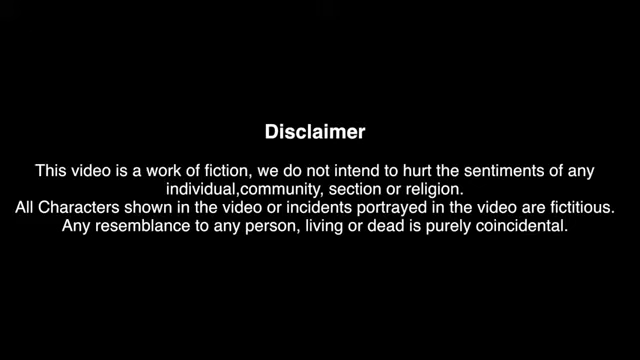 Disclaimer
This video is a work of fiction, we do not intend to hurt the sentiments of any
individual,community, section or religion.
All Characters shown in the video or incidents portrayed in the video are fictitious.
Any resemblance to any person, living or dead is purely coincidental.